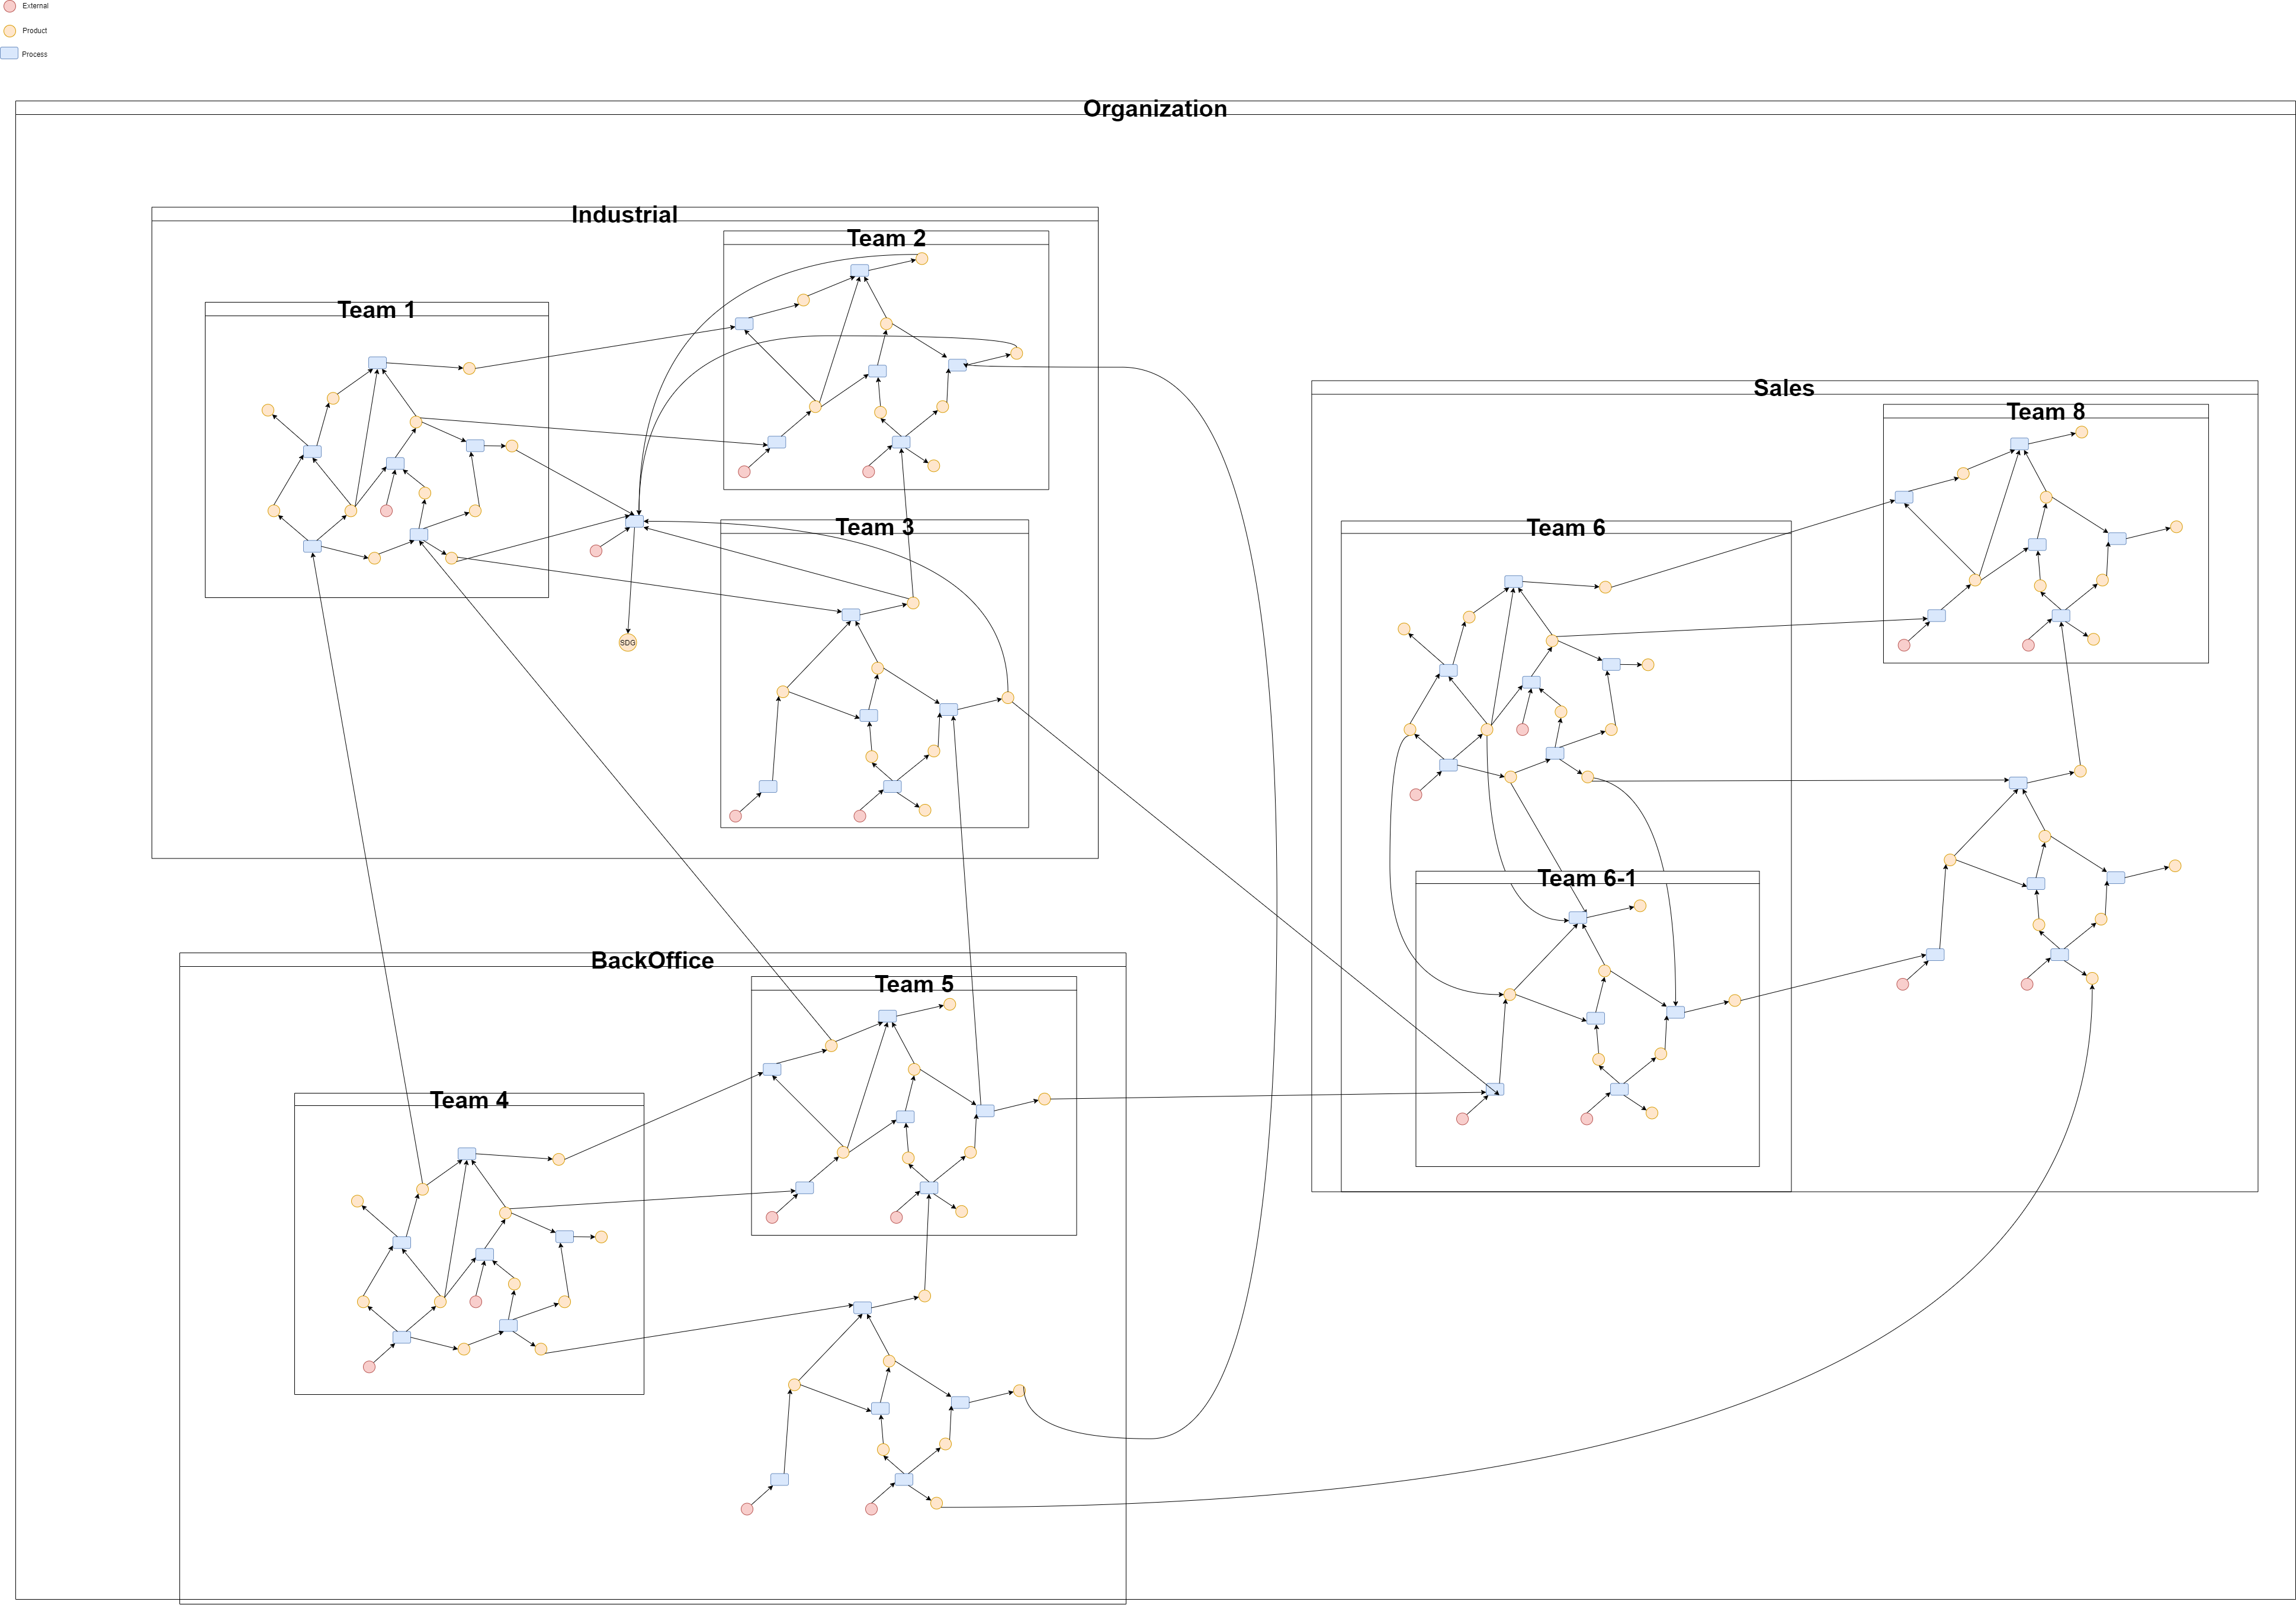 External
Product
Process
Organization
Industrial
Team 2
Team 1
Sales
Team 8
Team 3
Team 6
SDG
Team 6-1
BackOffice
Team 5
Team 4